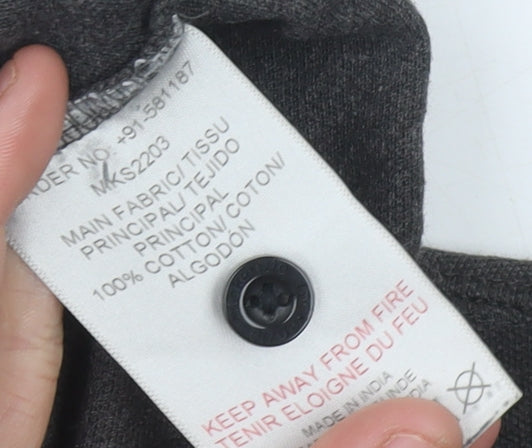 RDER NO. +91-581187
MKS2203
MAIN FABRIC/ TISSU
PRINCIPAL/ TEJIDO
PRINCIPAL
100% COTTON/ COTON/
ALGODÓN
KEEP AWAY FROM FIRE
TENIR ELOIGNE DU FEU
MADE IN INDIA